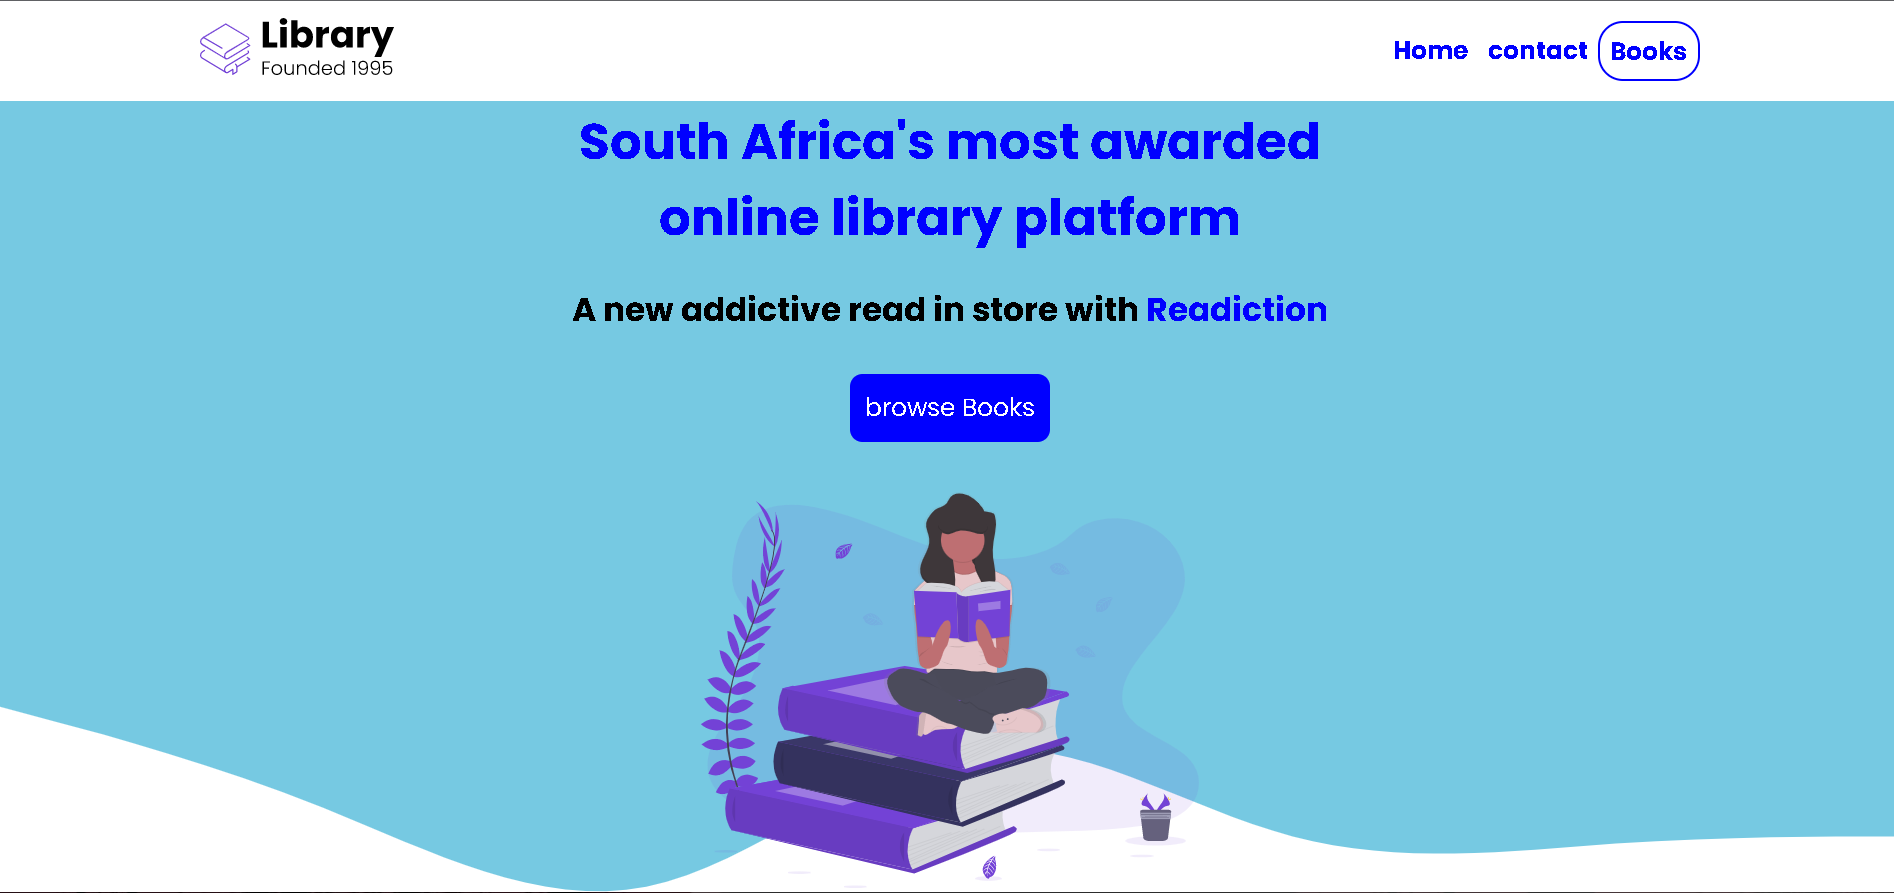 Library
Founded 1995
Home contact Books
South Africa's most awarded
online library platform
A new addictive read in store with Readiction
browse Books